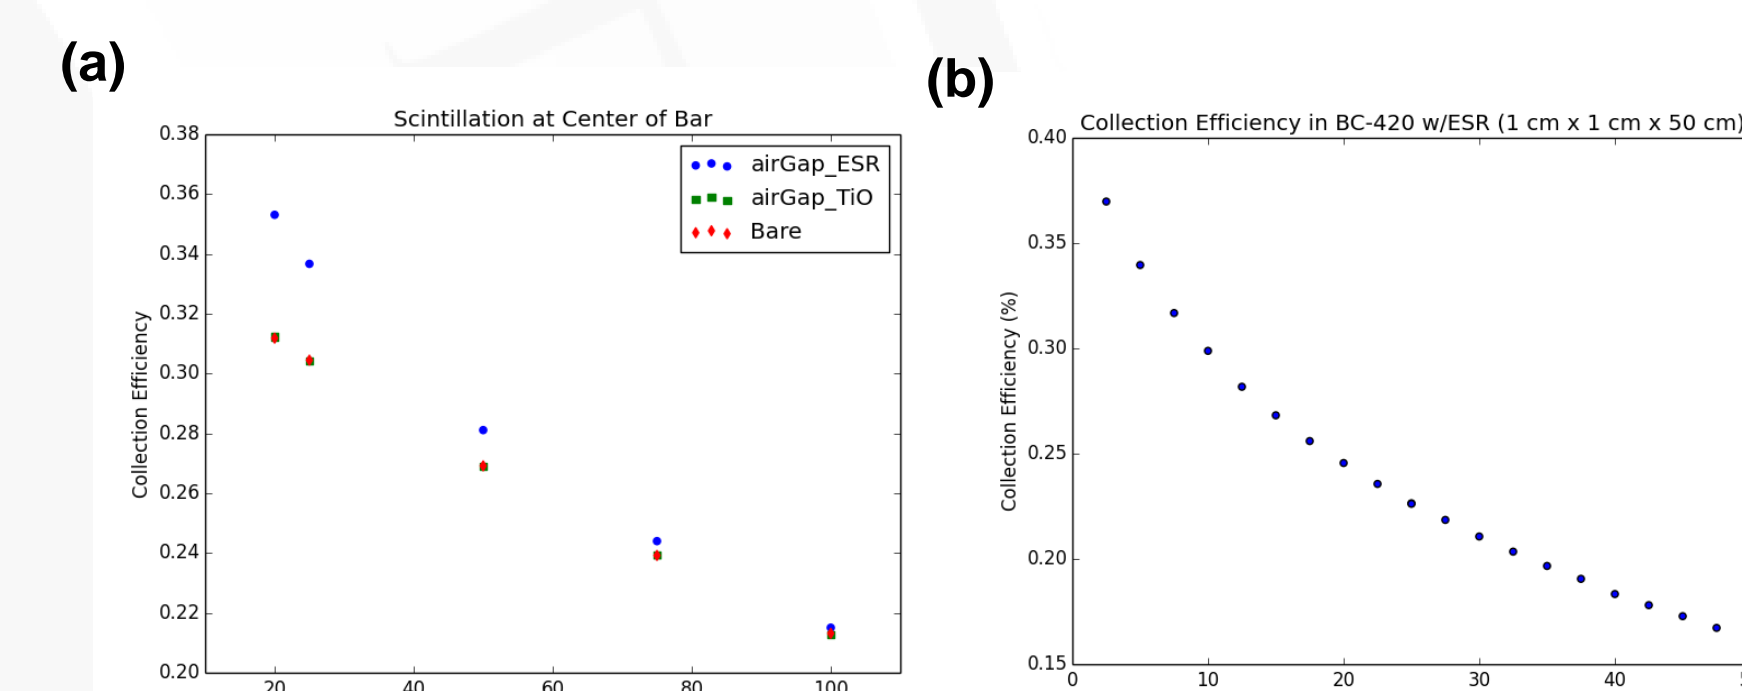 (a)
Scintillation at Center of Bar
0.38
0.36
0.34
0.32
0.30
0.28
0.26
0.24
0.22
0.20
Collection Efficiency
airGap_ESR
airGap_TiO
Bare
20
40
60
80
100
(b)
Collection Efficiency in BC-420 w/ESR (1 cm x 1 cm x 50 cm)
0.40
0.35
0.30
0.25
0.20
0.15
Collection Efficiency (%)
0
10
20
30
40